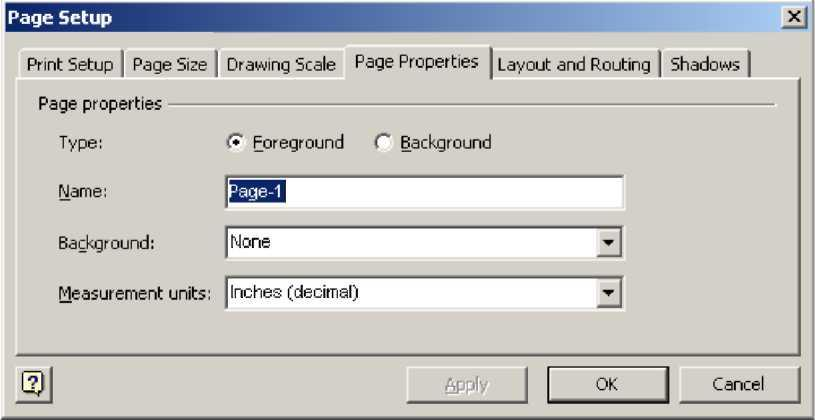 Page Setup
Print Setup Page Size Drawing Scale Page Properties Layout and Routing Shadows
Page properties
Type: Foreground Background
Name: Page-1
Background: None
Measurement units: Inches (decimal)
? Apply OK Cancel